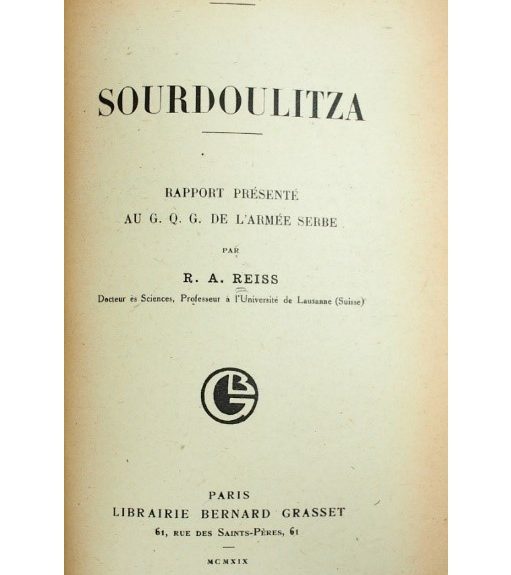 SOURDOULITZA
RAPPORT PRÉSENTÉ
AU G. Q. G. DE L'ARMÉE SERBE
PAR
R. A. REISS
Docteur ès Sciences, Professeur à l'Université de Lausanne (Suisse)
LBG
PARIS
LIBRAIRIE BERNARD GRASSET
61, RUE DES SAINTS-PÈRES, 61
MCMXIX